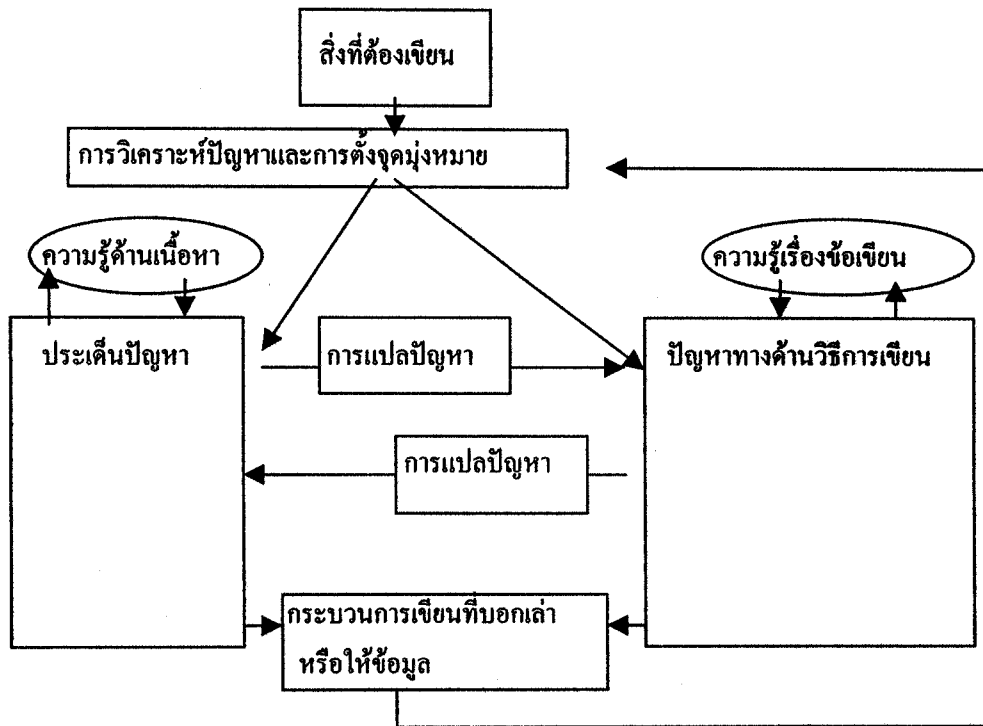 สิ่งที่ต้องเขียน
การวิเคราะห์ปัญหาและการตั้งจุดมุ่งหมาย
ความรู้ด้านเนื้อหา
ความรู้เรื่องข้อเขียน
ประเด็นปัญหา
การแปลปัญหา
ปัญหาทางด้านวิธีการเขียน
การแปลปัญหา
กระบวนการเขียนที่บอกเล่า
หรือให้ข้อมูล